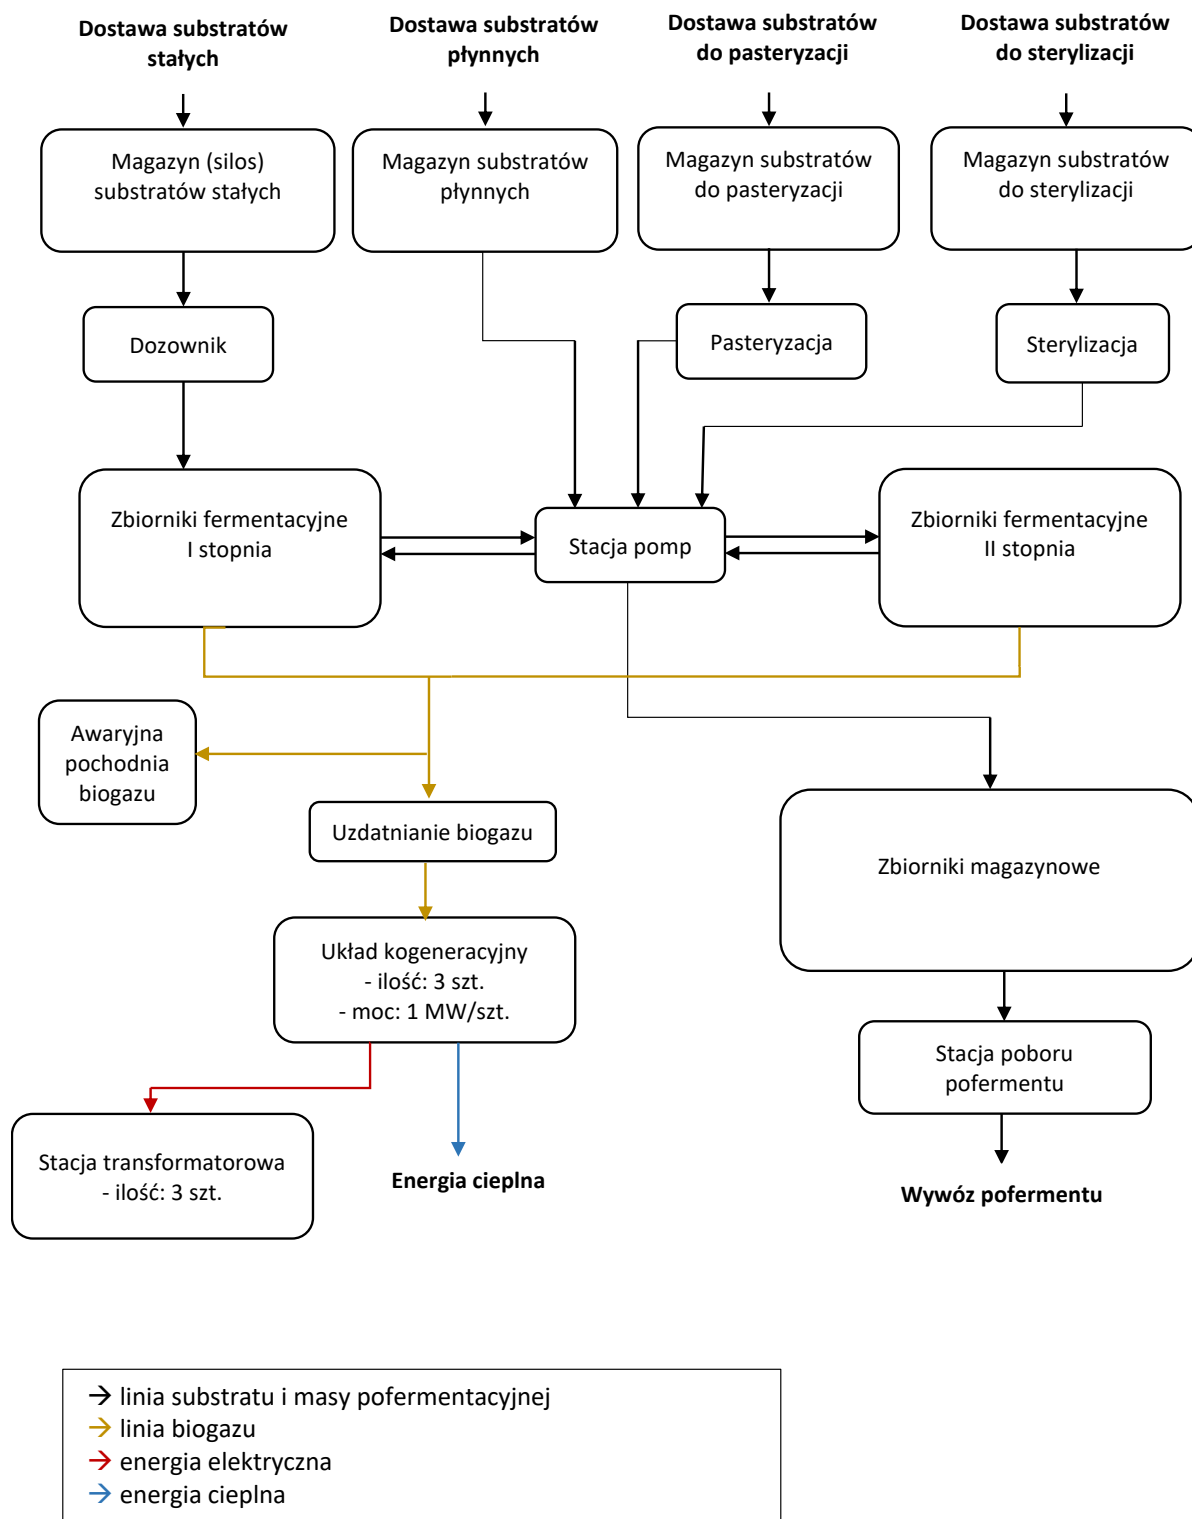 Dostawa substratów
stałych
Dostawa substratów
płynnych
Dostawa substratów
do pasteryzacji
Dostawa substratów
do sterylizacji
Magazyn (silos)
substratów stałych
Magazyn substratów
płynnych
Magazyn substratów
do pasteryzacji
Magazyn substratów
do sterylizacji
Dozownik
Pasteryzacja
Sterylizacja
Zbiorniki fermentacyjne
I stopnia
Stacja pomp
Zbiorniki fermentacyjne
II stopnia
Awaryjna
pochodnia
biogazu
Uzdatnianie biogazu
Zbiorniki magazynowe
Układ kogeneracyjny
- ilość: 3 szt.
- moc: 1 MW/szt.
Stacja poboru
pofermentu
Stacja transformatorowa
- ilość: 3 szt.
Energia cieplna
Wywóz pofermentu
linia substratu i masy pofermentacyjnej
linia biogazu
energia elektryczna
energia cieplna